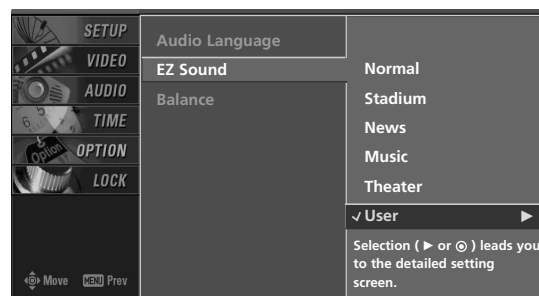 SETUP
VIDEO
AUDIO
TIME
OPTION
LOCK
Move MENU Prev
Audio Language
EZ Sound
Balance
Normal
Stadium
News
Music
Theater
✓ User ▶
Selection ( ▶ or ⊙ ) leads you
to the detailed setting
screen.